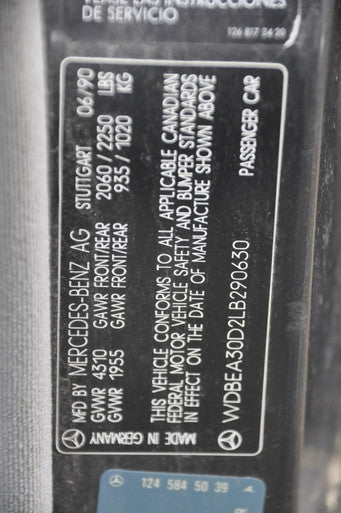 VÉASE LAS INSTRUCCIONES
DE SERVICIO
126 817 34 20
MFD BY MERCEDES-BENZ AG STUTTGART 06/90
GVWR 4310 GAWR FRONT/REAR 2060 / 2250 LBS
GVWR 1955 GAWR FRONT/REAR 935 / 1020 KG
THIS VEHICLE CONFORMS TO ALL APPLICABLE CANADIAN
FEDERAL MOTOR VEHICLE SAFETY AND BUMPER STANDARDS
IN EFFECT ON THE DATE OF MANUFACTURE SHOWN ABOVE
MADE IN GERMANY
WDBEA30D2LB290630 PASSENGER CAR
124 584 50 39